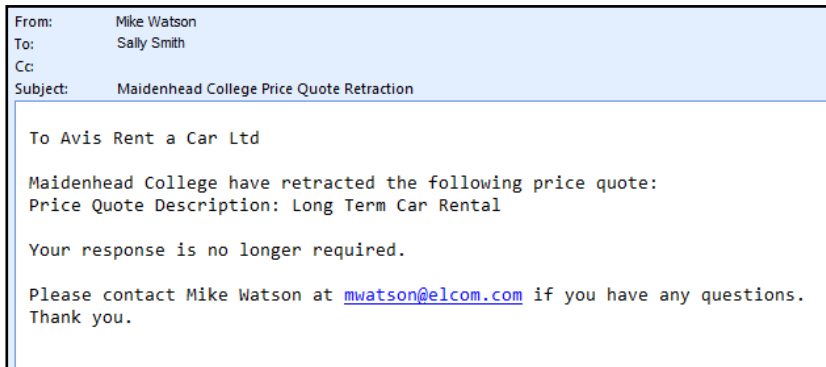 From: Mike Watson
To: Sally Smith
Cc:
Subject: Maidenhead College Price Quote Retraction
To Avis Rent a Car Ltd
Maidenhead College have retracted the following price quote:
Price Quote Description: Long Term Car Rental
Your response is no longer required.
Please contact Mike Watson at mwatson@elcom.com if you have any questions.
Thank you.